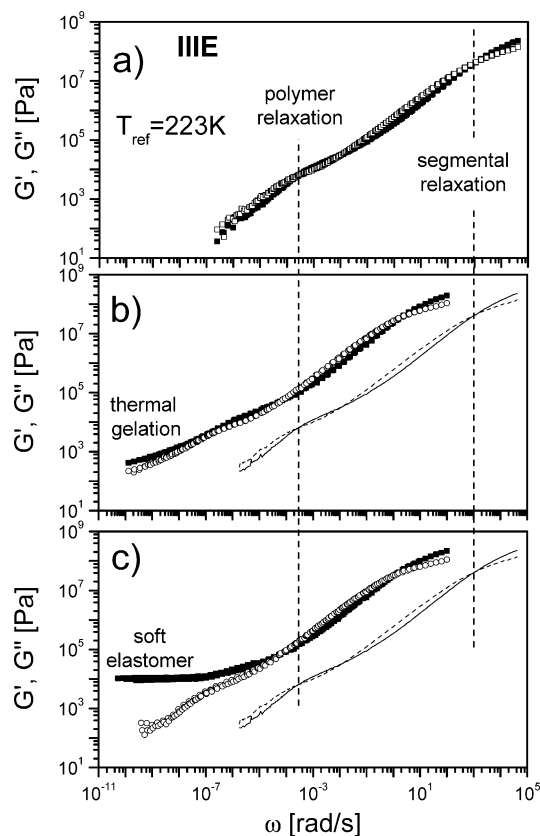 IIIE
a)
T_ref=223K
polymer
relaxation
segmental
relaxation
G', G'' [Pa]
10^9
10^7
10^5
10^3
10^1
b)
thermal
gelation
G', G'' [Pa]
10^9
10^7
10^5
10^3
10^1
c)
soft
elastomer
G', G'' [Pa]
10^9
10^7
10^5
10^3
10^1
10^-11 10^-7 10^-3 10^1 10^5
ω [rad/s]